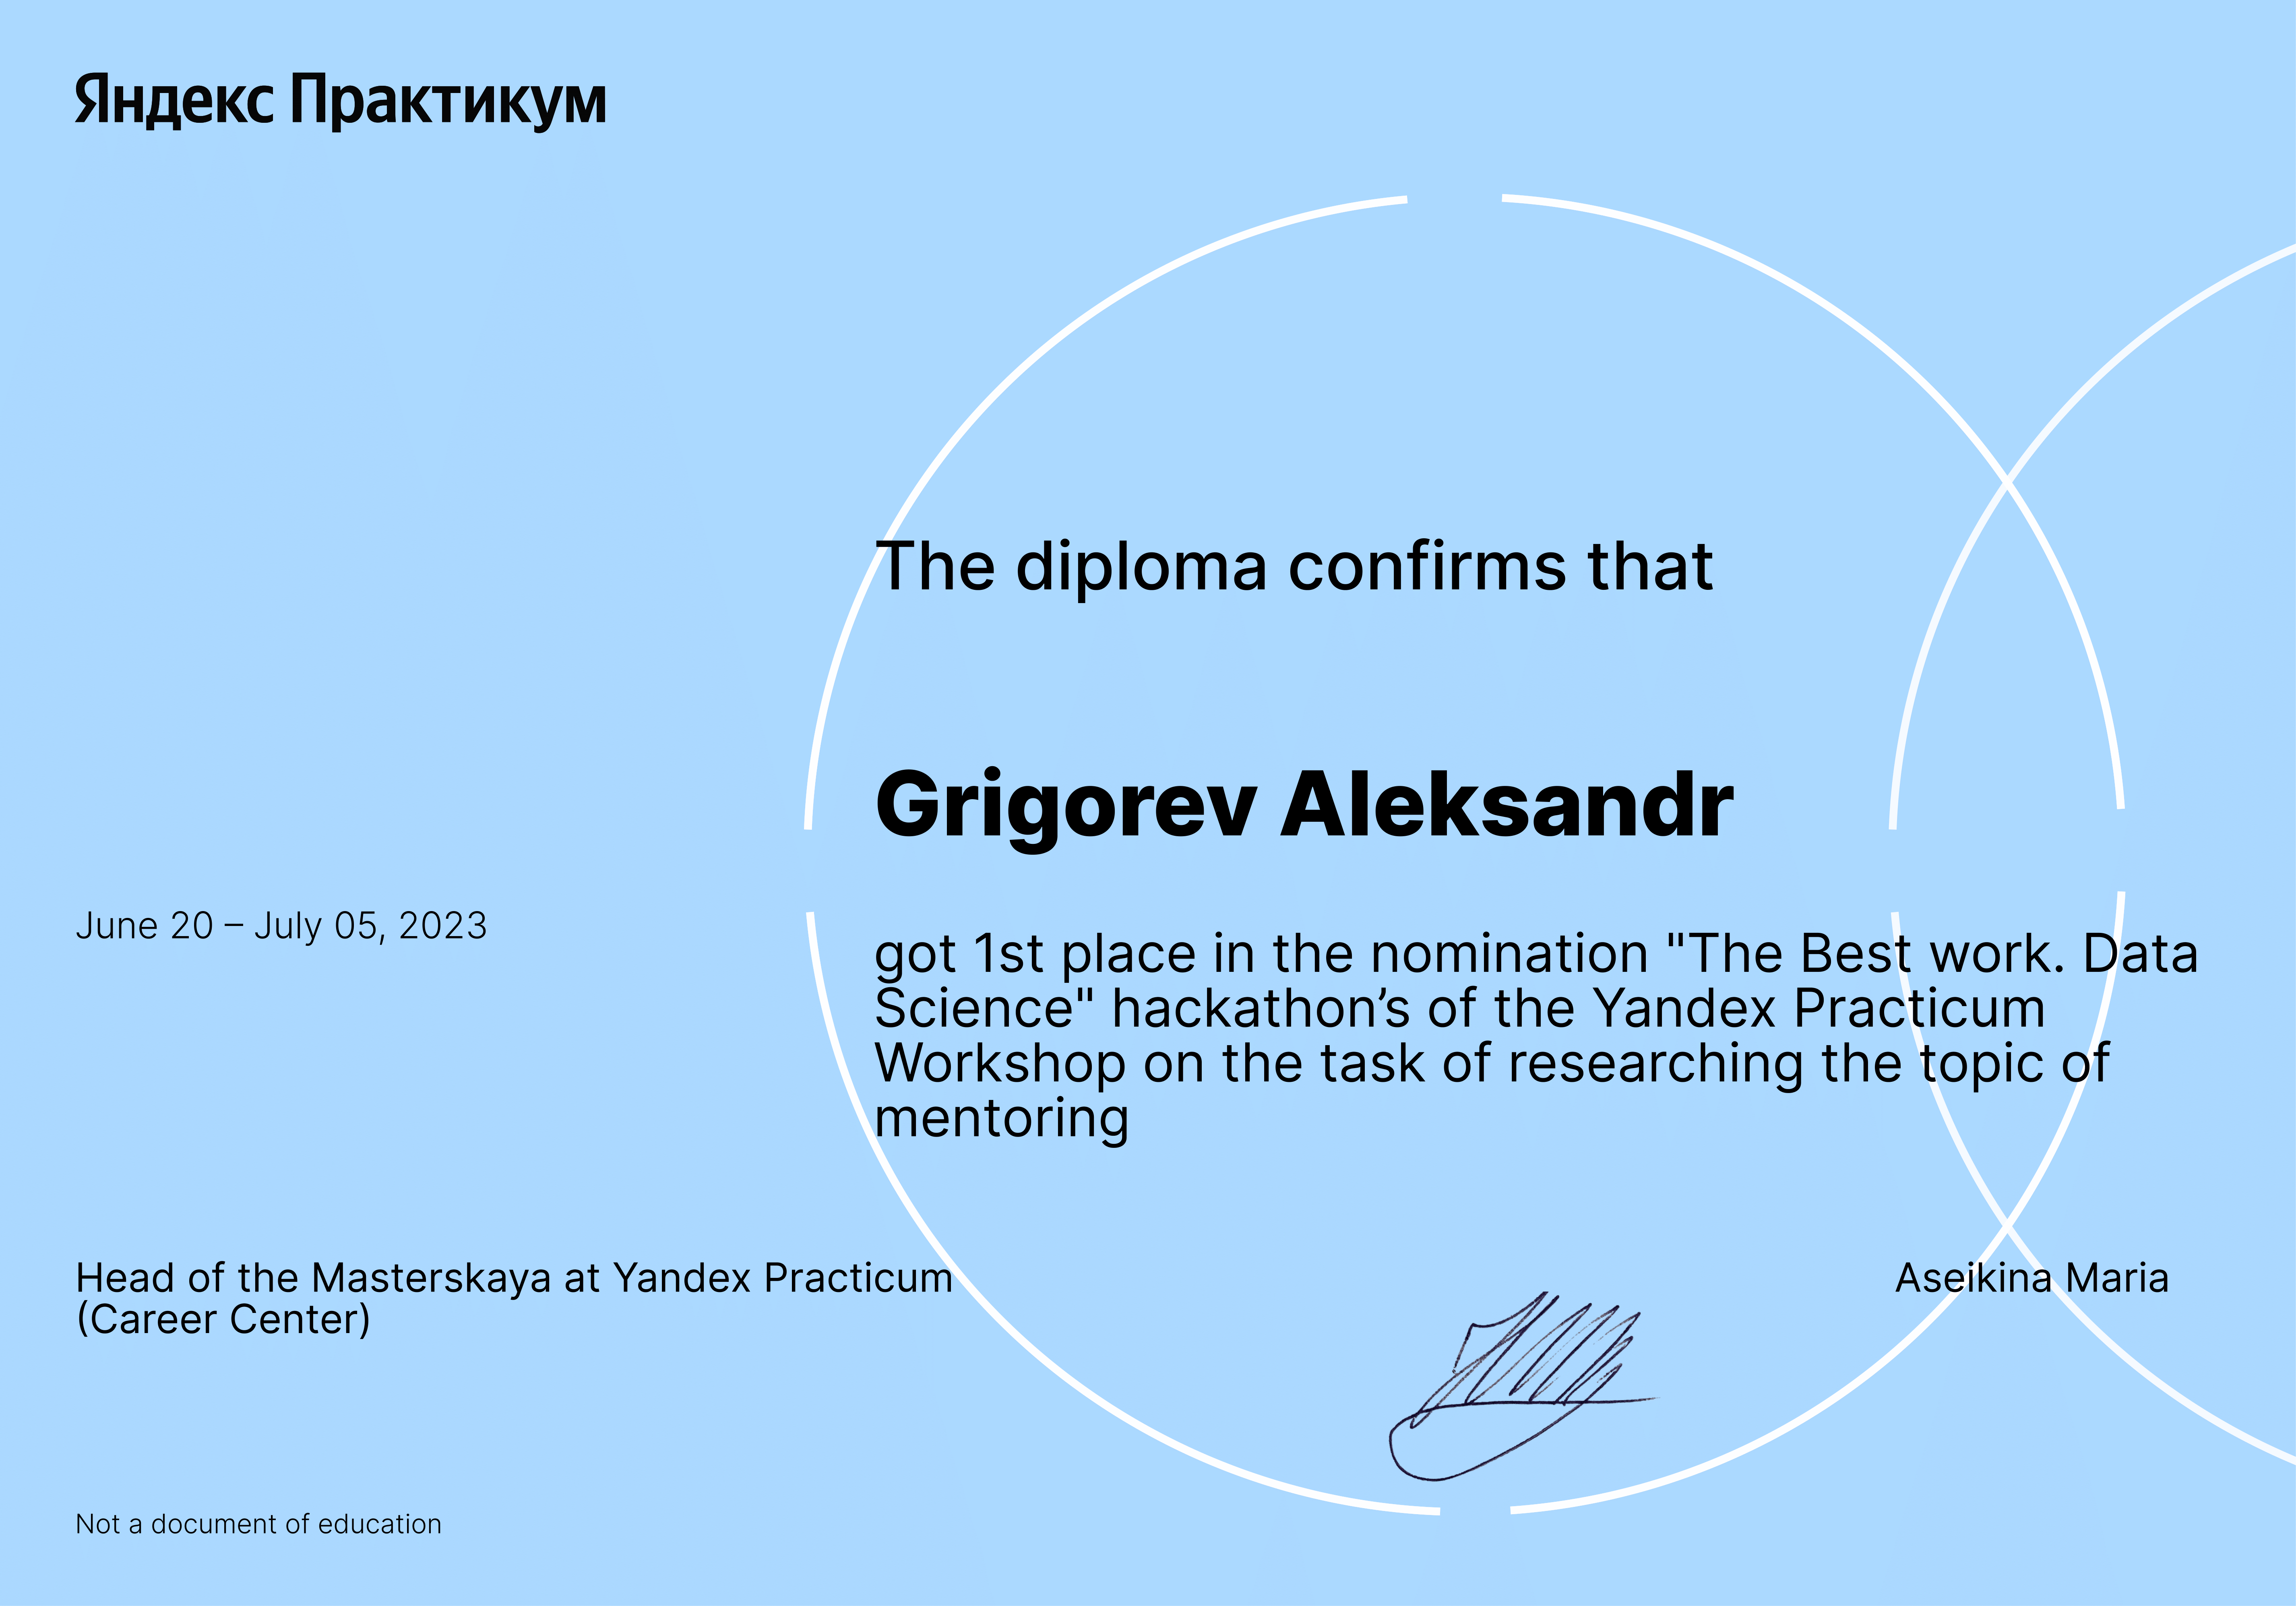 Яндекс Практикум
The diploma confirms that
Grigorev Aleksandr
June 20 – July 05, 2023
got 1st place in the nomination "The Best work. Data
Science" hackathon’s of the Yandex Practicum
Workshop on the task of researching the topic of
mentoring
Head of the Masterskaya at Yandex Practicum
(Career Center)
Aseikina Maria
Not a document of education